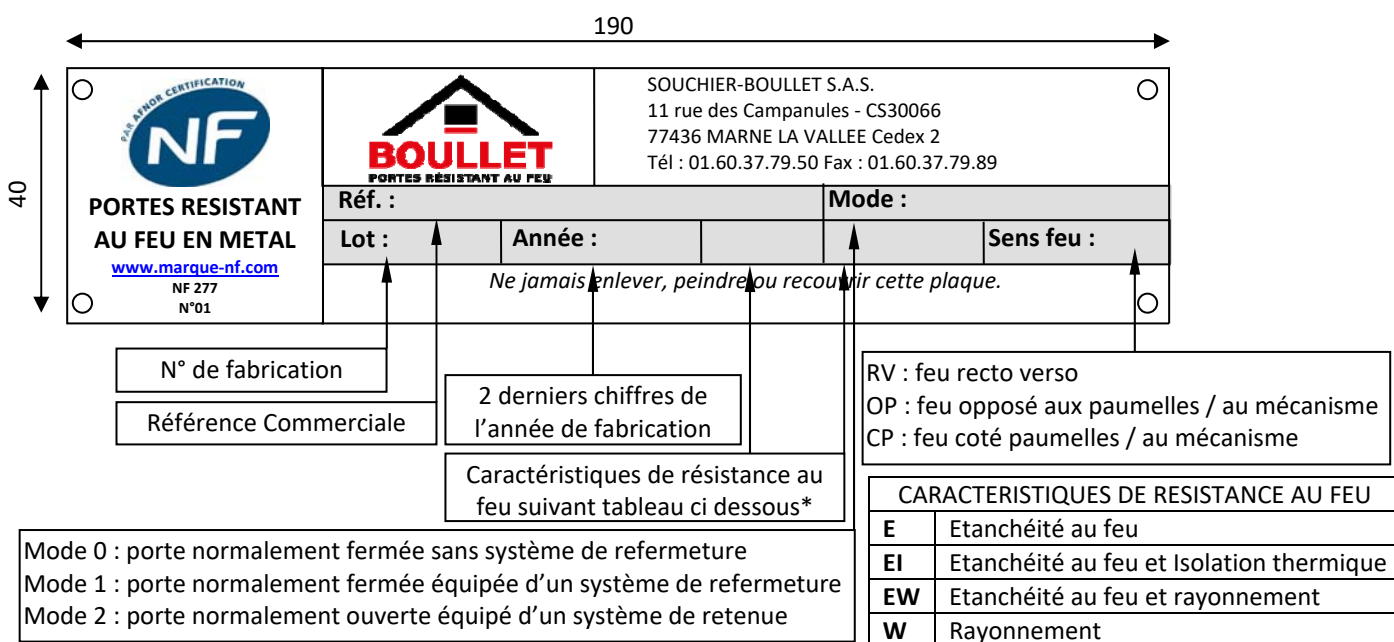 190
40
PAR AFNOR CERTIFICATION
NF
PORTES RESISTANT
AU FEU EN METAL
www.marque-nf.com
NF 277
N°01
BOULLET
PORTES RÉSISTANT AU FEU
SOUCHIER-BOULLET S.A.S.
11 rue des Campanules - CS30066
77436 MARNE LA VALLEE Cedex 2
Tél : 01.60.37.79.50 Fax : 01.60.37.79.89
Réf. : Mode :
Lot : Année : Sens feu :
Ne jamais enlever, peindre ou recouvrir cette plaque.
N° de fabrication
Référence Commerciale
2 derniers chiffres de
l’année de fabrication
Caractéristiques de résistance au
feu suivant tableau ci dessous*
RV : feu recto verso
OP : feu opposé aux paumelles / au mécanisme
CP : feu coté paumelles / au mécanisme
Mode 0 : porte normalement fermée sans système de refermeture
Mode 1 : porte normalement fermée équipée d’un système de refermeture
Mode 2 : porte normalement ouverte équipé d’un système de retenue
CARACTERISTIQUES DE RESISTANCE AU FEU
E Etanchéité au feu
EI Etanchéité au feu et Isolation thermique
EW Etanchéité au feu et rayonnement
W Rayonnement